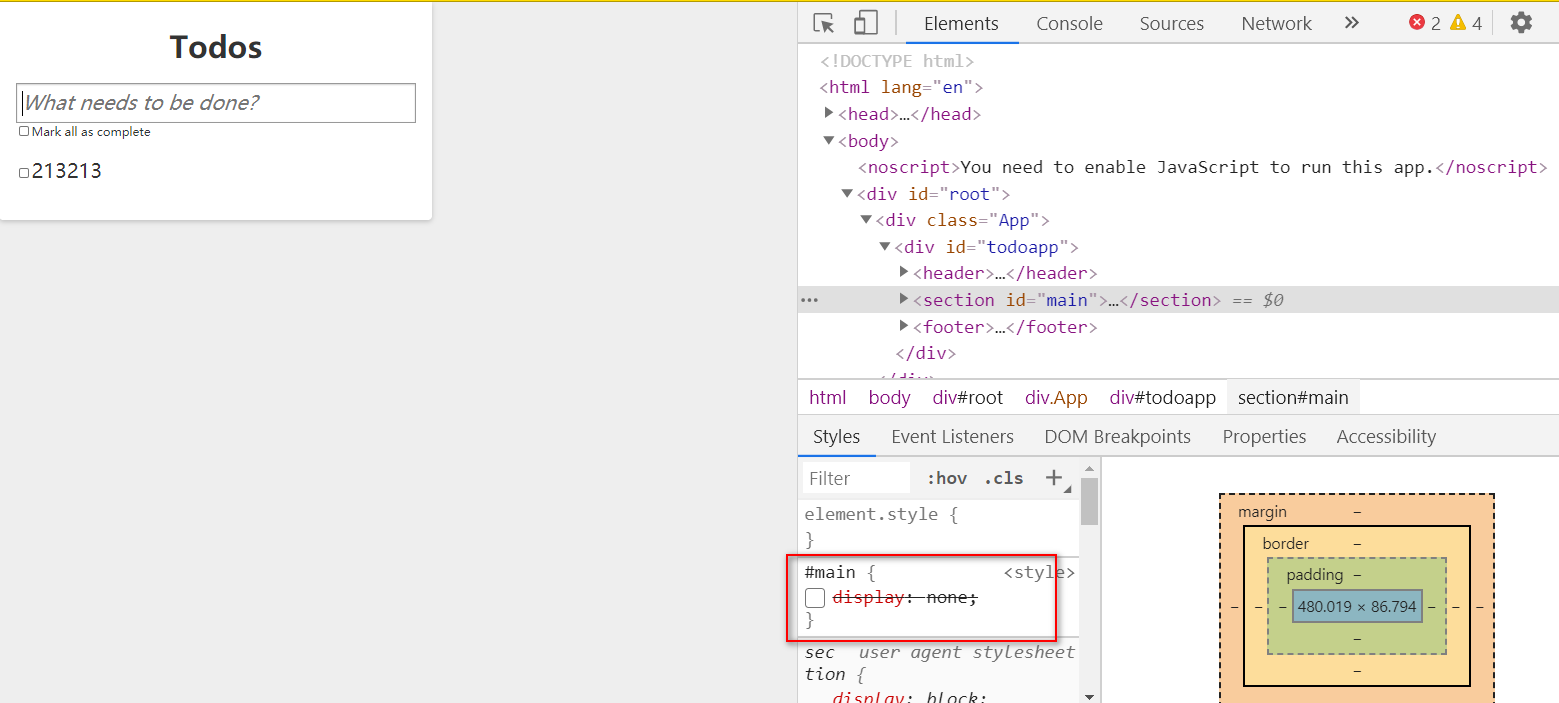 Todos
What needs to be done?
Mark all as complete
213213
Elements Console Sources Network » 2 4
<!DOCTYPE html>
<html lang="en">
<head>…</head>
<body>
<noscript>You need to enable JavaScript to run this app.</noscript>
<div id="root">
<div class="App">
<div id="todoapp">
<header>…</header>
<section id="main">…</section> == $0
<footer>…</footer>
</div>
</div>
html body div#root div.App div#todoapp section#main
Styles Event Listeners DOM Breakpoints Properties Accessibility
Filter :hov .cls +
element.style {
}
#main { <style>
display: none;
}
sec user agent stylesheet
tion {
display: block;
margin –
border –
padding –
– – – 480.019 × 86.794 – – –
–
–